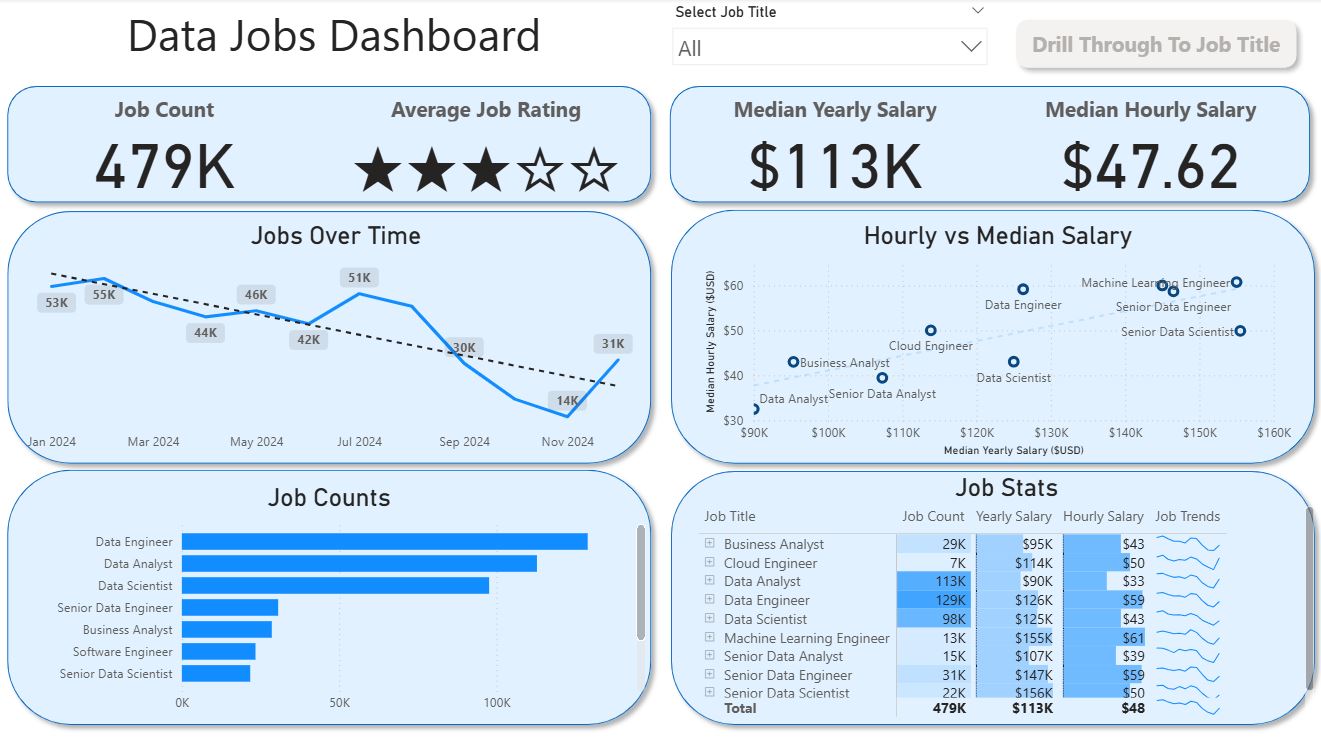 Data Jobs Dashboard
Select Job Title
All
Drill Through To Job Title
Job Count
479K
Average Job Rating
Median Yearly Salary
$113K
Median Hourly Salary
$47.62
Jobs Over Time
53K
55K
44K
46K
42K
51K
30K
14K
31K
Jan 2024 Mar 2024 May 2024 Jul 2024 Sep 2024 Nov 2024
Hourly vs Median Salary
Median Hourly Salary ($USD)
$60
$50
$40
$30
Machine Learning Engineer
Data Engineer
Senior Data Engineer
Senior Data Scientist
Cloud Engineer
Business Analyst
Data Scientist
Data Analyst
Senior Data Analyst
$90K $100K $110K $120K $130K $140K $150K $160K
Median Yearly Salary ($USD)
Job Counts
Data Engineer
Data Analyst
Data Scientist
Senior Data Engineer
Business Analyst
Software Engineer
Senior Data Scientist
0K 50K 100K
Job Stats
Job Title Job Count Yearly Salary Hourly Salary Job Trends
Business Analyst 29K $95K $43
Cloud Engineer 7K $114K $50
Data Analyst 113K $90K $33
Data Engineer 129K $126K $59
Data Scientist 98K $125K $43
Machine Learning Engineer 13K $155K $61
Senior Data Analyst 15K $107K $39
Senior Data Engineer 31K $147K $59
Senior Data Scientist 22K $156K $50
Total 479K $113K $48